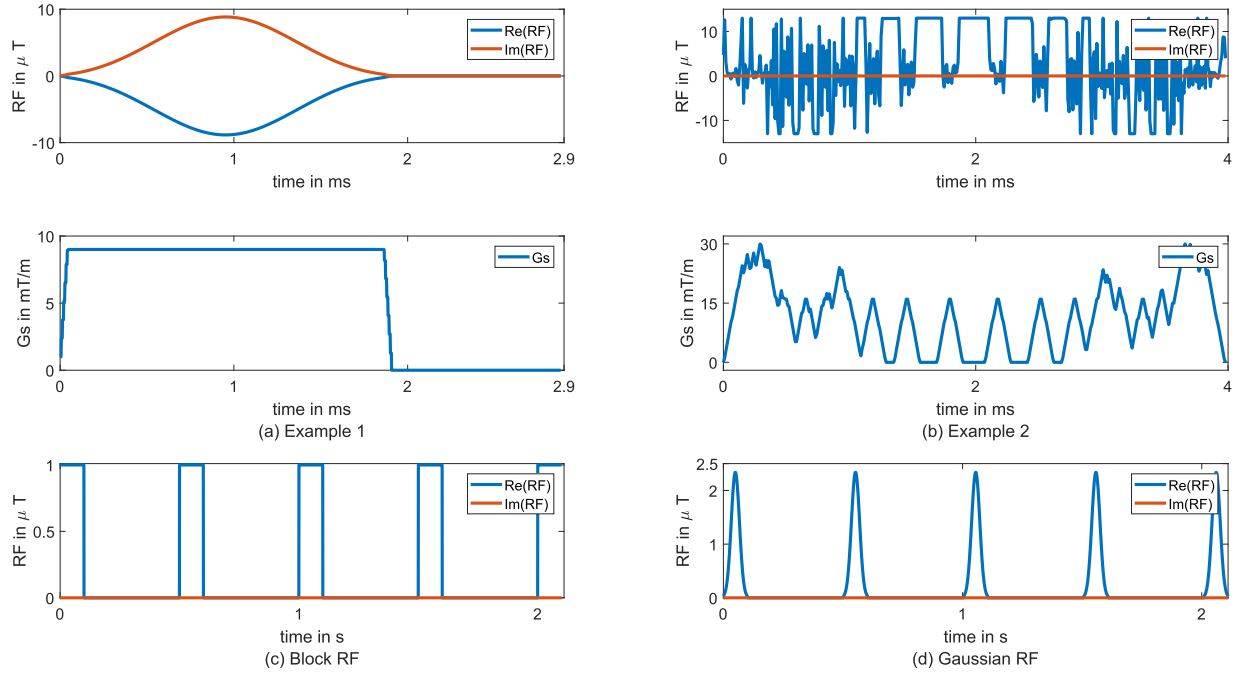 10
0
-10
RF in μ T
Re(RF)
Im(RF)
0
1
2
2.9
time in ms
10
0
-10
RF in μ T
Re(RF)
Im(RF)
0
2
4
time in ms
10
5
0
Gs in mT/m
Gs
0
1
2
2.9
time in ms
(a) Example 1
30
15
0
Gs in mT/m
Gs
0
2
4
time in ms
(b) Example 2
1
0.5
0
RF in μ T
Re(RF)
Im(RF)
0
1
2
time in s
(c) Block RF
2.5
2
1
0
RF in μ T
Re(RF)
Im(RF)
0
1
2
time in s
(d) Gaussian RF